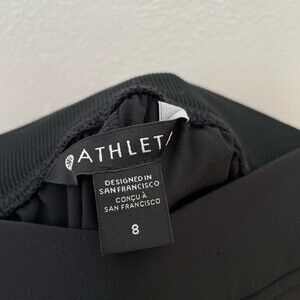 ATHLETA
DESIGNED IN
SAN FRANCISCO
CONÇU À
SAN FRANCISCO
8